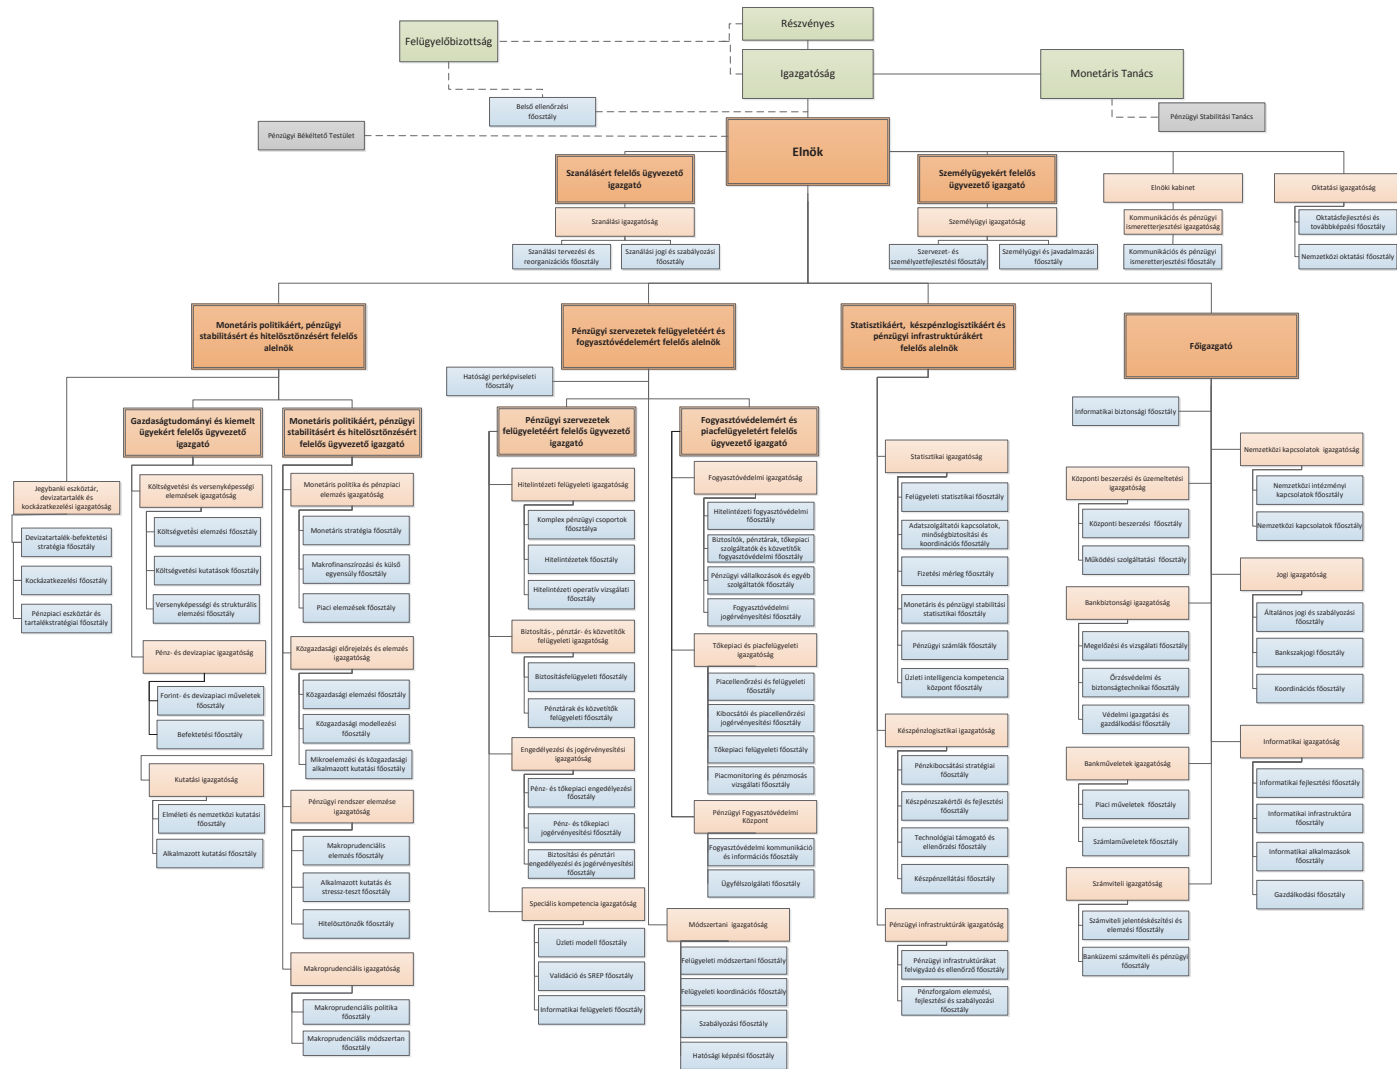 Részvényes
Felügyelőbizottság
Igazgatóság
Monetáris Tanács
Belső ellenőrzési
főosztály
Pénzügyi Stabilitási Tanács
Pénzügyi Békéltető Testület
Elnök
Szanálásért felelős ügyvezető
igazgató
Személyügyekért felelős
ügyvezető igazgató
Elnöki kabinet
Oktatási igazgatóság
Szanálási igazgatóság
Személyügyi igazgatóság
Kommunikációs és pénzügyi
ismeretterjesztési igazgatóság
Oktatásfejlesztési és
továbbképzési főosztály
Szanálási tervezési és
reorganizációs főosztály
Szanálási jogi és szabályozási
főosztály
Szervezet- és
személyzetfejlesztési főosztály
Személyügyi és javadalmazási
főosztály
Kommunikációs és pénzügyi
ismeretterjesztési főosztály
Nemzetközi oktatási főosztály
Monetáris politikáért, pénzügyi
stabilitásért és hitelösztönzésért felelős
alelnök
Pénzügyi szervezetek felügyeletéért és
fogyasztóvédelemért felelős alelnök
Statisztikáért, készpénzlogisztikáért és
pénzügyi infrastruktúrákért
felelős alelnök
Főigazgató
Hatósági perképviseleti
főosztály
Informatikai biztonsági főosztály
Gazdaságtudományi és kiemelt
ügyekért felelős ügyvezető
igazgató
Monetáris politikáért, pénzügyi
stabilitásért és hitelösztönzésért
felelős ügyvezető igazgató
Pénzügyi szervezetek
felügyeletéért felelős ügyvezető
igazgató
Fogyasztóvédelemért és
piacfelügyeletért felelős
ügyvezető igazgató
Jegybanki eszköztár,
devizatartalék és
kockázatkezelési igazgatóság
Devizatartalék-befektetési
stratégia főosztály
Kockázatkezelési főosztály
Pénzpiaci eszköztár és
tartalékstratégiai főosztály
Költségvetési és versenyképességi
elemzések igazgatóság
Költségvetési elemzési főosztály
Költségvetési kutatások főosztály
Versenyképességi és strukturális
elemzési főosztály
Pénz- és devizapiac igazgatóság
Forint- és devizapiaci műveletek
főosztály
Befektetési főosztály
Kutatási igazgatóság
Elméleti és nemzetközi kutatási
főosztály
Alkalmazott kutatási főosztály
Monetáris politika és pénzpiaci
elemzés igazgatóság
Monetáris stratégia főosztály
Makrofinanszírozási és külső
egyensúly főosztály
Piaci elemzések főosztály
Közgazdasági előrejelzés és elemzés
igazgatóság
Közgazdasági elemzési főosztály
Közgazdasági modellezési
főosztály
Mikroelemzési és közgazdasági
alkalmazott kutatási főosztály
Pénzügyi rendszer elemzése
igazgatóság
Makroprudenciális
elemzés főosztály
Alkalmazott kutatás és
stressz-teszt főosztály
Hitelösztönzők főosztály
Makroprudenciális igazgatóság
Makroprudenciális politika
főosztály
Makroprudenciális módszertan
főosztály
Hitelintézeti felügyeleti igazgatóság
Komplex pénzügyi csoportok
főosztálya
Hitelintézetek főosztály
Hitelintézeti operatív vizsgálati
főosztály
Biztosítás-, pénztár- és közvetítők
felügyeleti igazgatóság
Biztosításfelügyeleti főosztály
Pénztárak és közvetítők
felügyeleti főosztály
Engedélyezési és jogérvényesítési
igazgatóság
Pénz- és tőkepiaci engedélyezési
főosztály
Pénz- és tőkepiaci
jogérvényesítési főosztály
Biztosítási és pénztári
engedélyezési és jogérvényesítési
főosztály
Speciális kompetencia igazgatóság
Üzleti modell főosztály
Validáció és SREP főosztály
Informatikai felügyeleti főosztály
Fogyasztóvédelmi igazgatóság
Hitelintézeti fogyasztóvédelmi
főosztály
Biztosítók, pénztárak, tőkepiaci
szolgáltatók és közvetítők
fogyasztóvédelmi főosztály
Pénzügyi vállalkozások és egyéb
szolgáltatók főosztály
Fogyasztóvédelmi
jogérvényesítési főosztály
Tőkepiaci és piacfelügyeleti
igazgatóság
Piacellenőrzési és felügyeleti
főosztály
Kibocsátói és piacellenőrzési
jogérvényesítési főosztály
Tőkepiaci felügyeleti főosztály
Piacmonitoring és pénzmosás
vizsgálati főosztály
Pénzügyi Fogyasztóvédelmi
Központ
Fogyasztóvédelmi kommunikáció
és információs főosztály
Ügyfélszolgálati főosztály
Módszertani igazgatóság
Felügyeleti módszertani főosztály
Felügyeleti koordinációs főosztály
Szabályozási főosztály
Hatósági képzési főosztály
Statisztikai igazgatóság
Felügyeleti statisztikai főosztály
Adatszolgáltatói kapcsolatok,
minőségbiztosítási és
koordinációs főosztály
Fizetési mérleg főosztály
Monetáris és pénzügyi stabilitási
statisztikai főosztály
Pénzügyi számlák főosztály
Üzleti intelligencia kompetencia
központ főosztály
Készpénzlogisztikai igazgatóság
Pénzkibocsátási stratégiai
főosztály
Készpénzszakértői és fejlesztési
főosztály
Technológiai támogató és
ellenőrzési főosztály
Készpénzellátási főosztály
Pénzügyi infrastruktúrák igazgatóság
Pénzügyi infrastruktúrákat
felvigyázó és ellenőrző főosztály
Pénzforgalom elemzési,
fejlesztési és szabályozási
főosztály
Központi beszerzési és üzemeltetési
igazgatóság
Központi beszerzési főosztály
Működési szolgáltatási főosztály
Bankbiztonsági igazgatóság
Megelőzési és vizsgálati főosztály
Őrzésvédelmi és
biztonságtechnikai főosztály
Védelmi igazgatási és
gazdálkodási főosztály
Bankműveletek igazgatóság
Piaci műveletek főosztály
Számlaműveletek főosztály
Számviteli igazgatóság
Számviteli jelentéskészítési és
elemzési főosztály
Banküzemi számviteli és pénzügyi
főosztály
Nemzetközi kapcsolatok igazgatóság
Nemzetközi intézményi
kapcsolatok főosztály
Nemzetközi kapcsolatok főosztály
Jogi igazgatóság
Általános jogi és szabályozási
főosztály
Bankszakjogi főosztály
Koordinációs főosztály
Informatikai igazgatóság
Informatikai fejlesztési főosztály
Informatikai infrastruktúra
főosztály
Informatikai alkalmazások
főosztály
Gazdálkodási főosztály